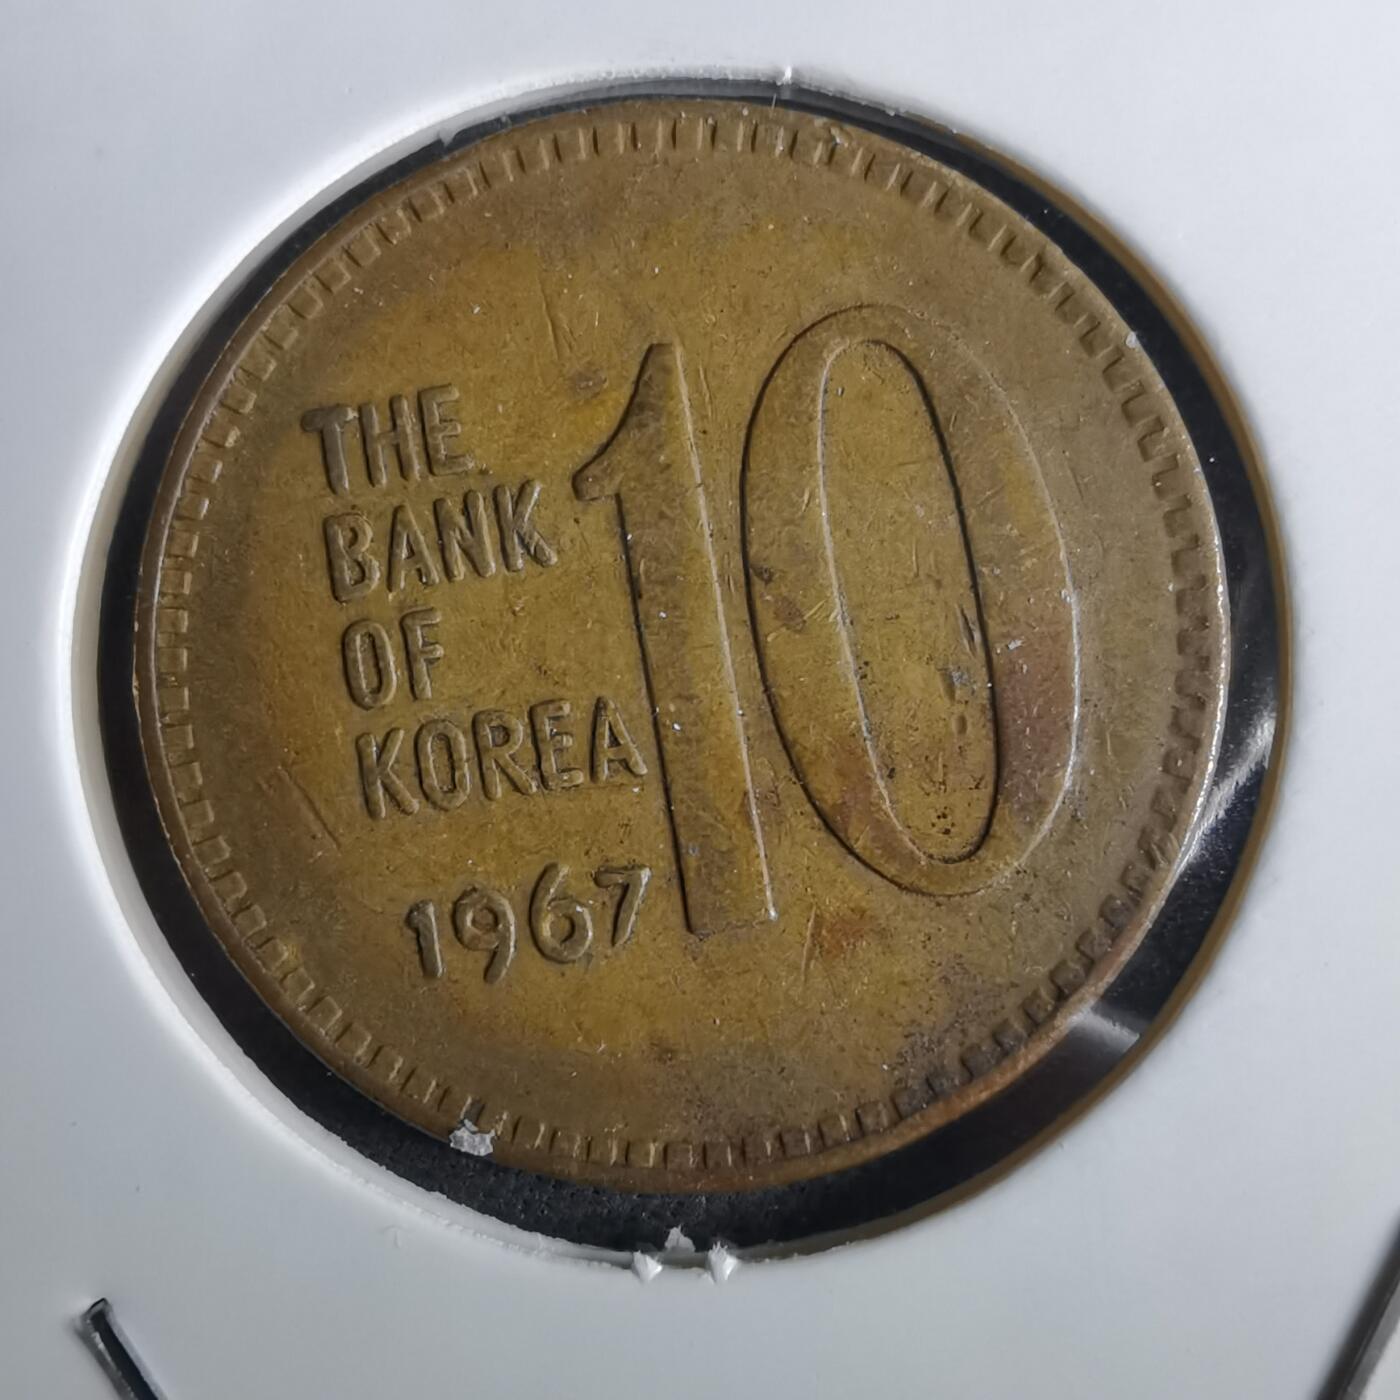 THE
BANK
OF
KOREA
10
1967